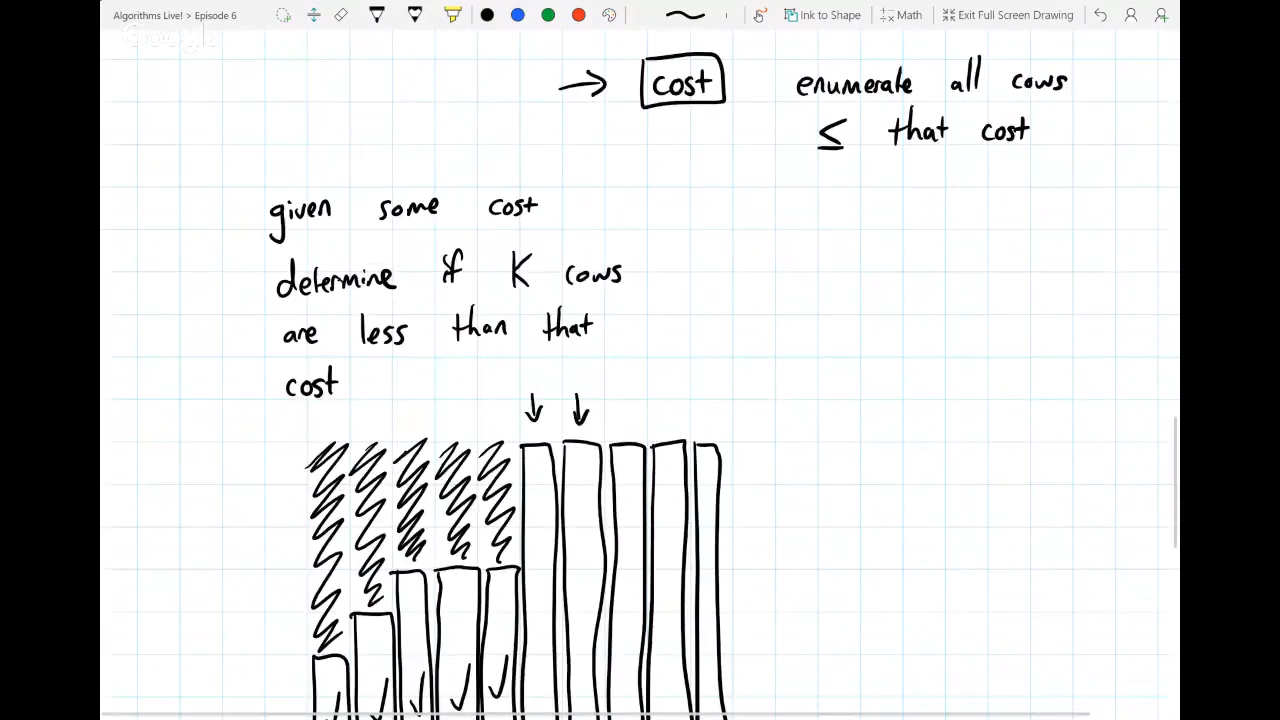 Algorithms Live! > Episode 6
Ink to Shape
Math
Exit Full Screen Drawing
Google
→ cost
enumerate all cows
≤ that cost
given some cost
determine if K cows
are less than that
cost